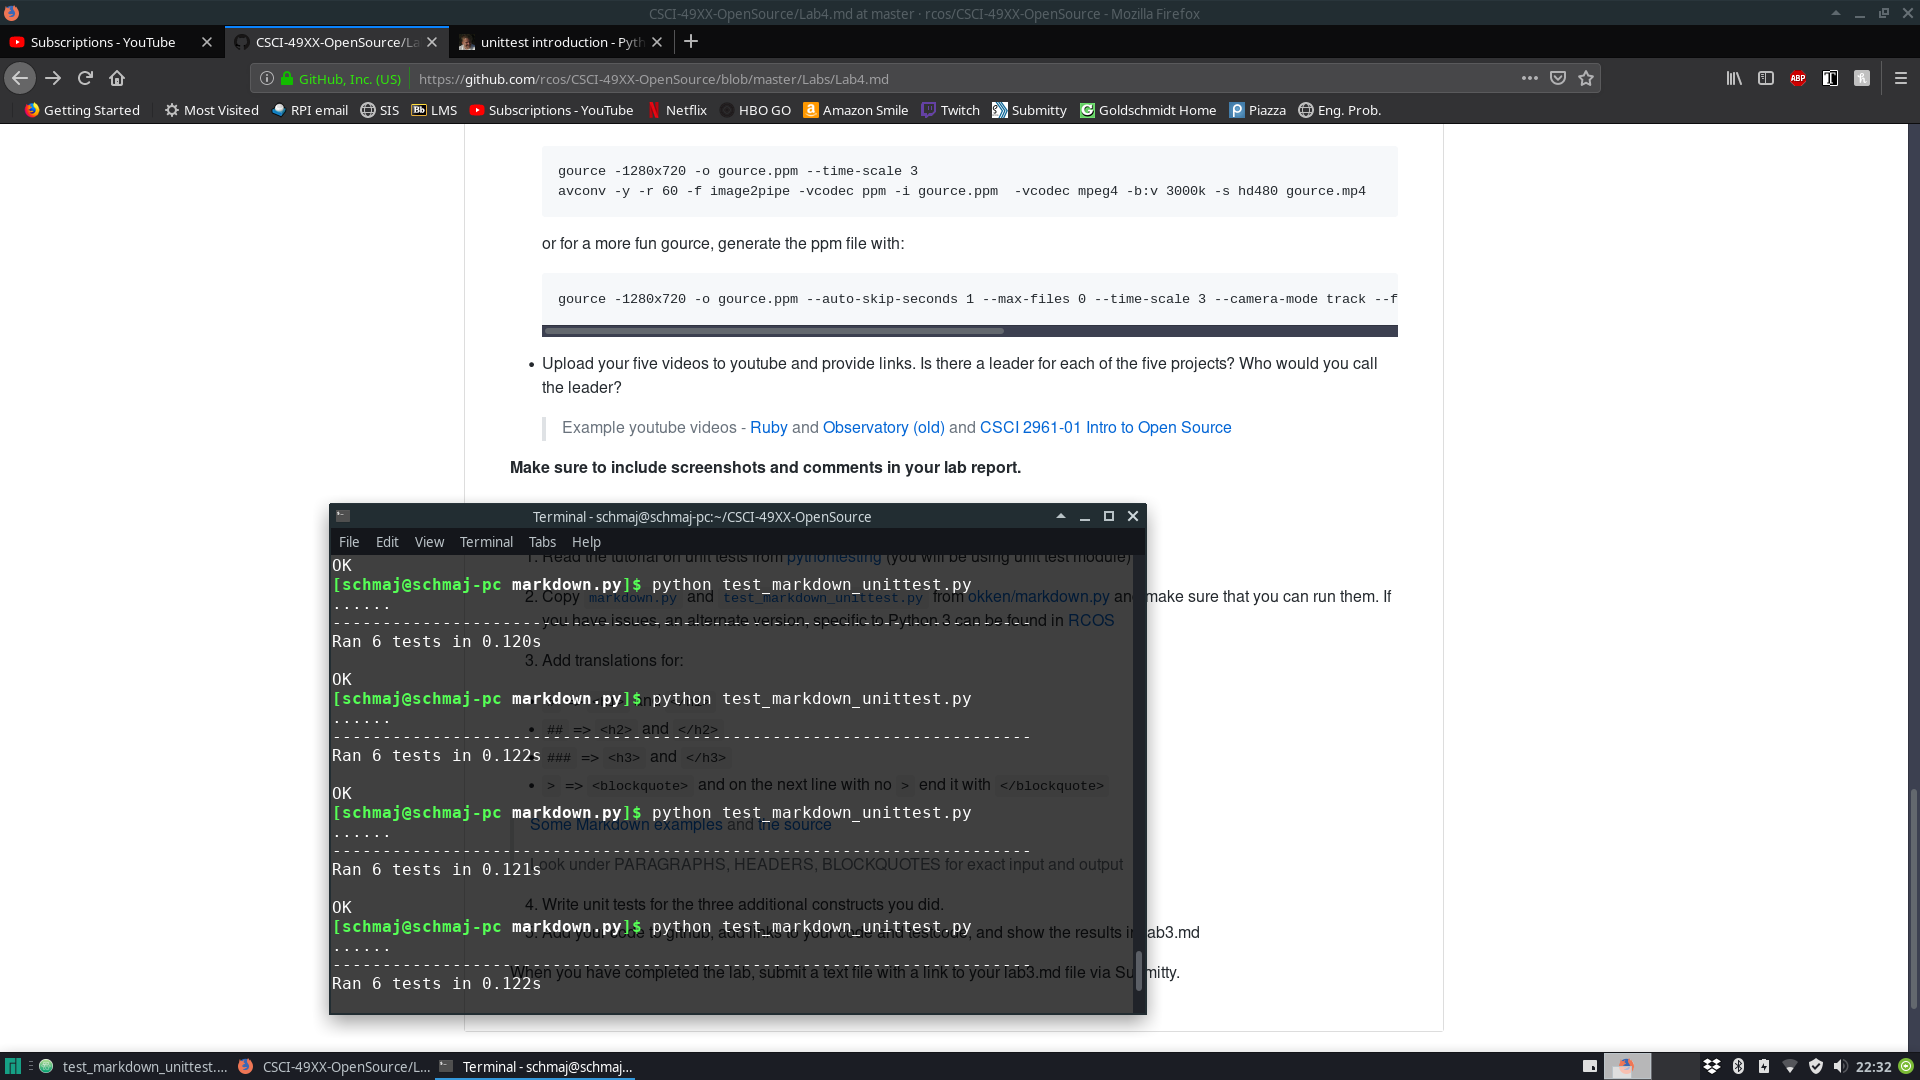 CSCI-49XX-OpenSource/Lab4.md at master · rcos/CSCI-49XX-OpenSource - Mozilla Firefox
Subscriptions - YouTube
CSCI-49XX-OpenSource/La
unittest introduction - Pyth
GitHub, Inc. (US)
https://github.com/rcos/CSCI-49XX-OpenSource/blob/master/Labs/Lab4.md
ABP
Getting Started
Most Visited
RPI email
SIS
Bb LMS
Subscriptions - YouTube
Netflix
HBO GO
Amazon Smile
Twitch
Submitty
Goldschmidt Home
Piazza
Eng. Prob.
gource -1280x720 -o gource.ppm --time-scale 3
avconv -y -r 60 -f image2pipe -vcodec ppm -i gource.ppm  -vcodec mpeg4 -b:v 3000k -s hd480 gource.mp4
or for a more fun gource, generate the ppm file with:
gource -1280x720 -o gource.ppm --auto-skip-seconds 1 --max-files 0 --time-scale 3 --camera-mode track --f
• Upload your five videos to youtube and provide links. Is there a leader for each of the five projects? Who would you call
the leader?
Example youtube videos - Ruby and Observatory (old) and CSCI 2961-01 Intro to Open Source
Make sure to include screenshots and comments in your lab report.
Terminal - schmaj@schmaj-pc:~/CSCI-49XX-OpenSource
File Edit View Terminal Tabs Help
1. Read the tutorial on unit tests from pythontesting (you will be using unit test module)
OK
[schmaj@schmaj-pc markdown.py]$ python test_markdown_unittest.py
2. Copy markdown.py and test_markdown_unittest.py from okken/markdown.py and make sure that you can run them. If
......
you have issues, an alternate version, specific to Python 3 can be found in RCOS
----------------------------------------------------------------------
Ran 6 tests in 0.120s
3. Add translations for:
OK
[schmaj@schmaj-pc markdown.py]$ python test_markdown_unittest.py
......
• ## => <h2> and </h2>
----------------------------------------------------------------------
Ran 6 tests in 0.122s
### => <h3> and </h3>
• > => <blockquote> and on the next line with no > end it with </blockquote>
OK
[schmaj@schmaj-pc markdown.py]$ python test_markdown_unittest.py
Some Markdown examples and the source
......
----------------------------------------------------------------------
Look under PARAGRAPHS, HEADERS, BLOCKQUOTES for exact input and output
Ran 6 tests in 0.121s
4. Write unit tests for the three additional constructs you did.
OK
[schmaj@schmaj-pc markdown.py]$ python test_markdown_unittest.py
5. Add your code to github, add links to your code and testcode, and show the results in lab3.md
......
----------------------------------------------------------------------
When you have completed the lab, submit a text file with a link to your lab3.md file via Submitty.
Ran 6 tests in 0.122s
test_markdown_unittest....
CSCI-49XX-OpenSource/L...
Terminal - schmaj@schmaj...
22:32